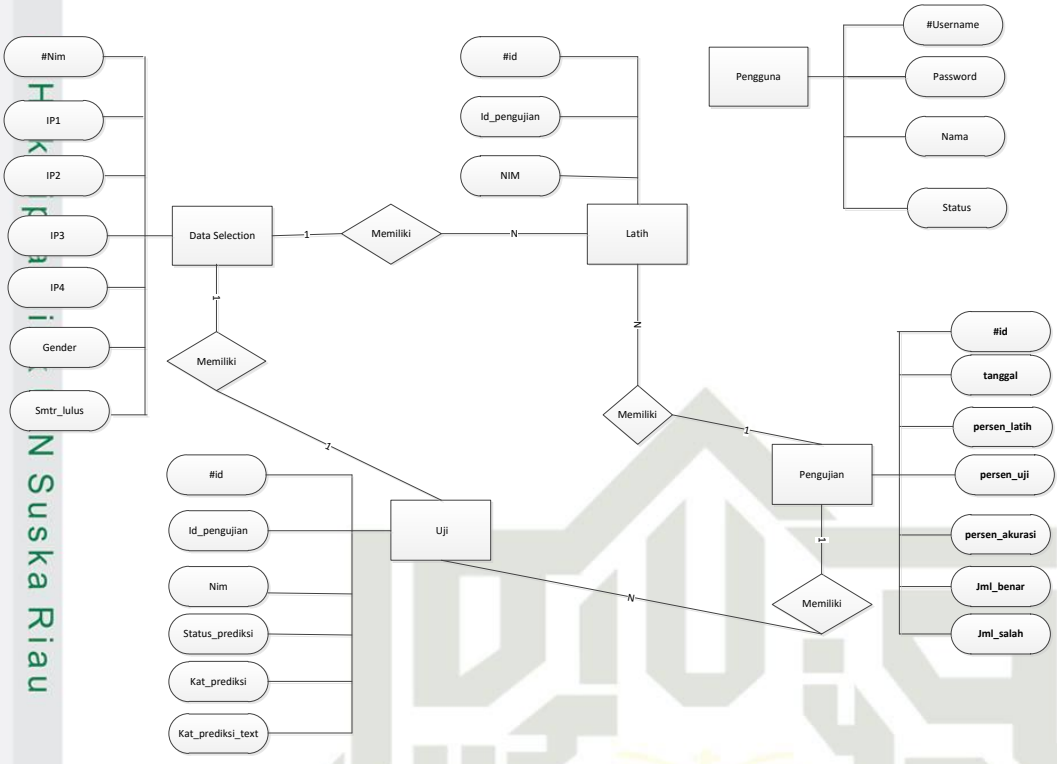 #Nim
IP1
IP2
IP3
IP4
Gender
Smtr_lulus
Data Selection
1
Memiliki
N
Latih
#id
Id_pengujian
NIM
Pengguna
#Username
Password
Nama
Status
1
Memiliki
1
N
Memiliki
1
Pengujian
#id
tanggal
persen_latih
persen_uji
persen_akurasi
Jml_benar
Jml_salah
1
Memiliki
N
Uji
#id
Id_pengujian
Nim
Status_prediksi
Kat_prediksi
Kat_prediksi_text
N Suska Riau